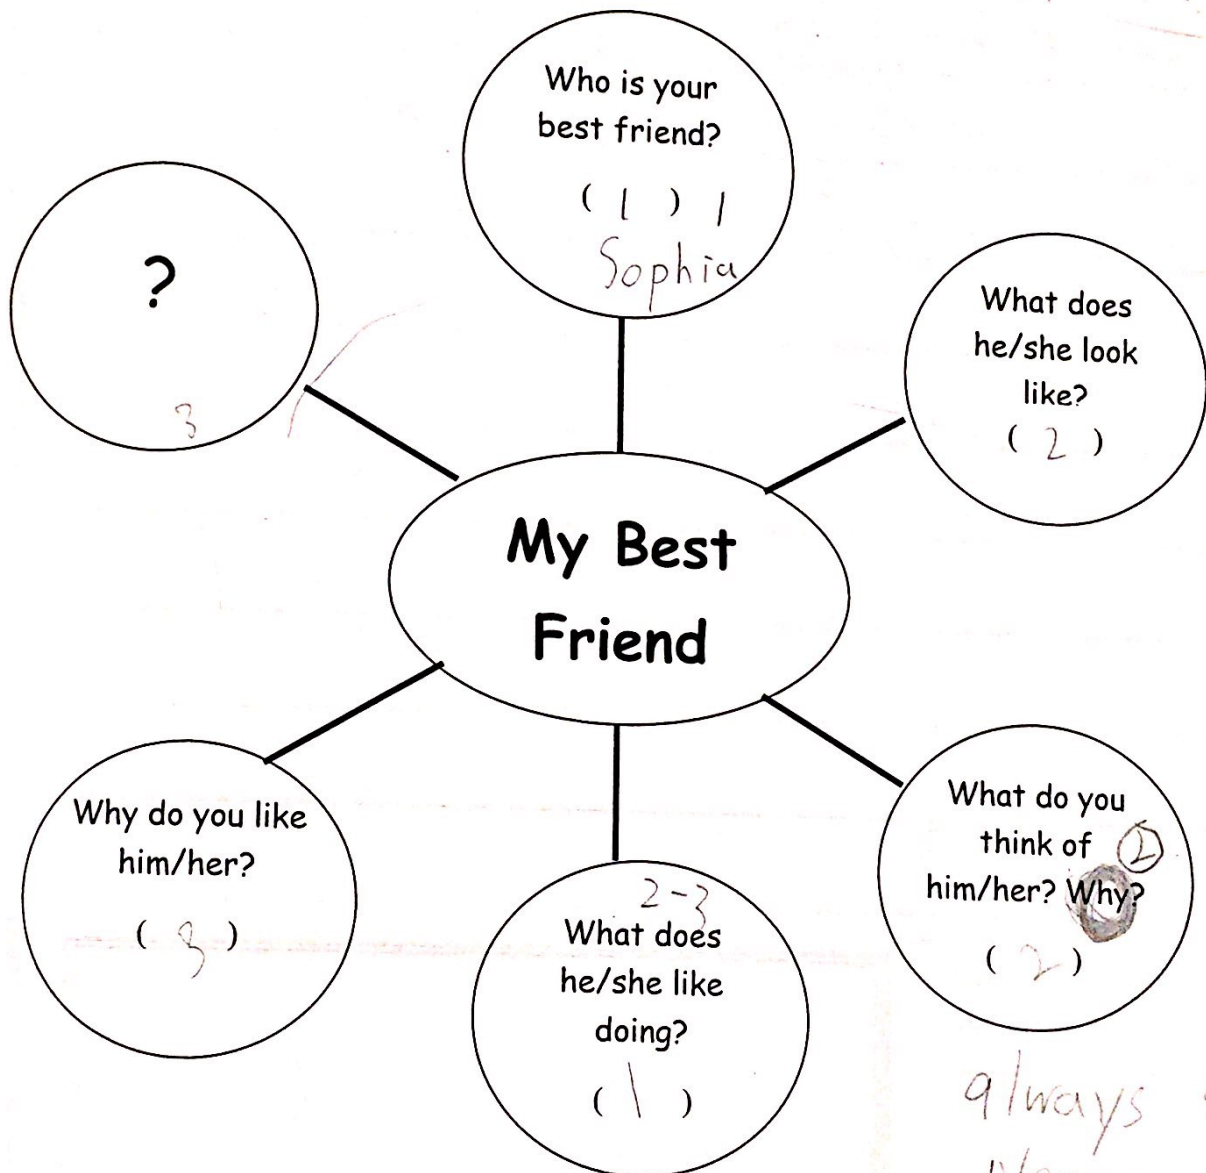 Who is your
best friend?
( 1 ) 1
Sophia
?
3
What does
he/she look
like?
( 2 )
My Best
Friend
Why do you like
him/her?
( 3 )
2-3
What does
he/she like
doing?
( 1 )
What do you
think of ②
him/her? Why?
( 2 )
always